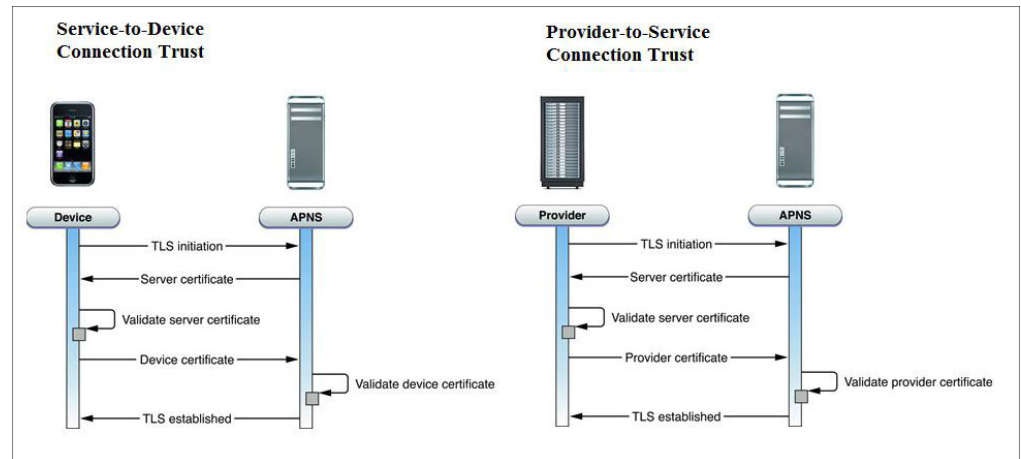 Service-to-Device
Connection Trust
Device
APNS
TLS initiation
Server certificate
Validate server certificate
Device certificate
Validate device certificate
TLS established
Provider-to-Service
Connection Trust
Provider
APNS
TLS initiation
Server certificate
Validate server certificate
Provider certificate
Validate provider certificate
TLS established